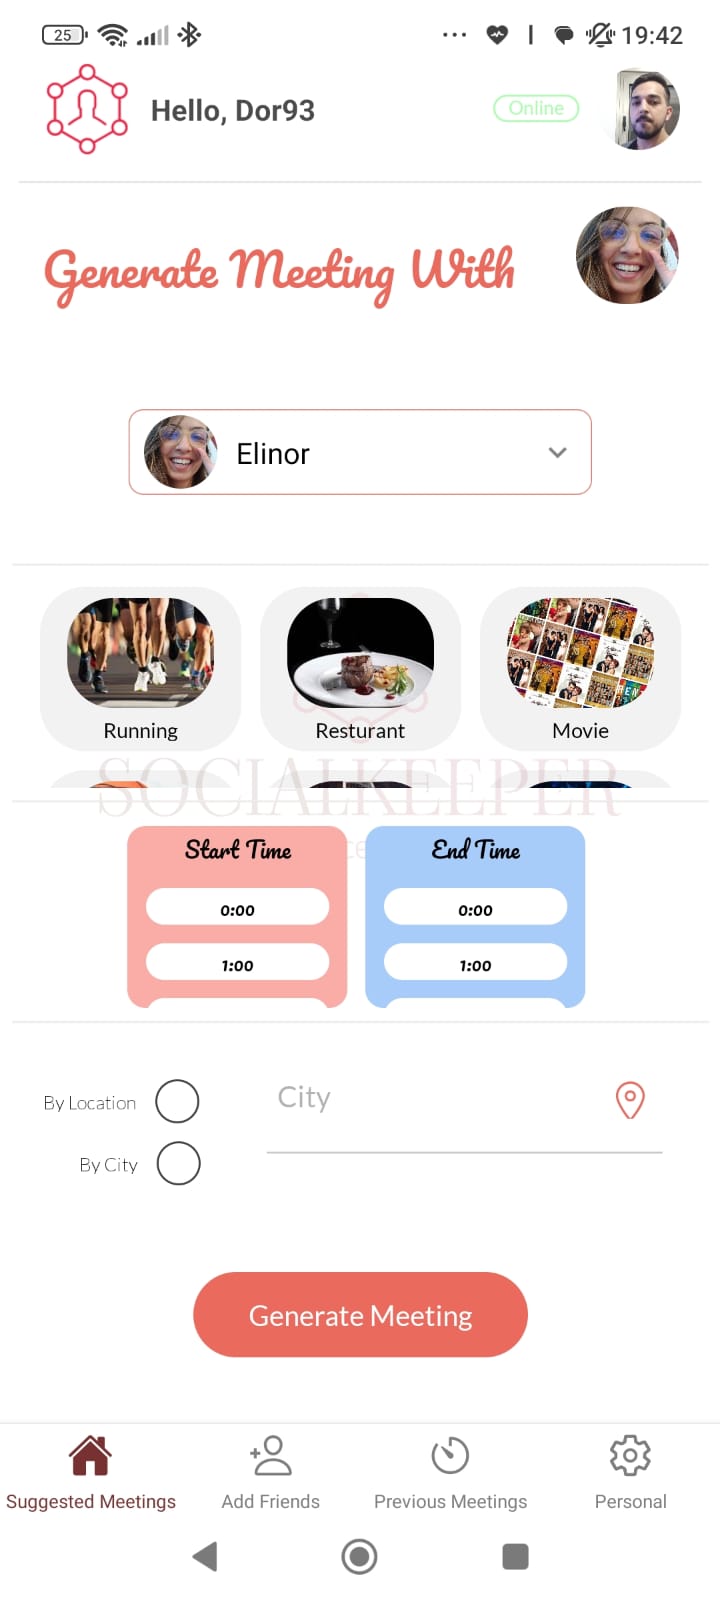 25 19:42
Hello, Dor93 Online
Generate Meeting With
Elinor
Running Resturant Movie
SOCIALKEEPER
Start Time End Time
0:00 0:00
1:00 1:00
By Location City
By City
Generate Meeting
Suggested Meetings Add Friends Previous Meetings Personal